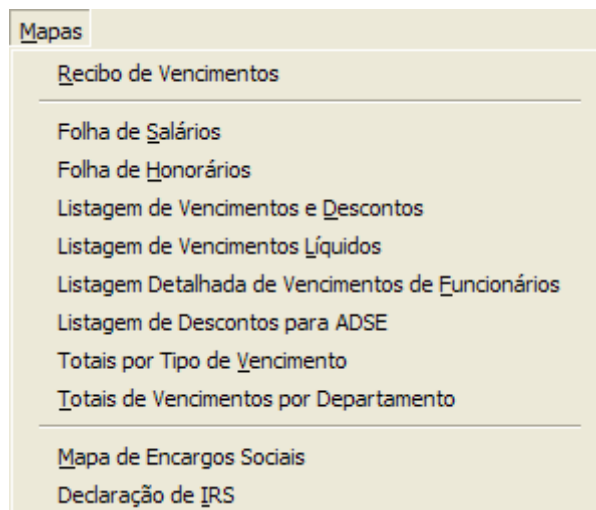 Mapas
Recibo de Vencimentos
Folha de Salários
Folha de Honorários
Listagem de Vencimentos e Descontos
Listagem de Vencimentos Líquidos
Listagem Detalhada de Vencimentos de Funcionários
Listagem de Descontos para ADSE
Totais por Tipo de Vencimento
Totais de Vencimentos por Departamento
Mapa de Encargos Sociais
Declaração de IRS